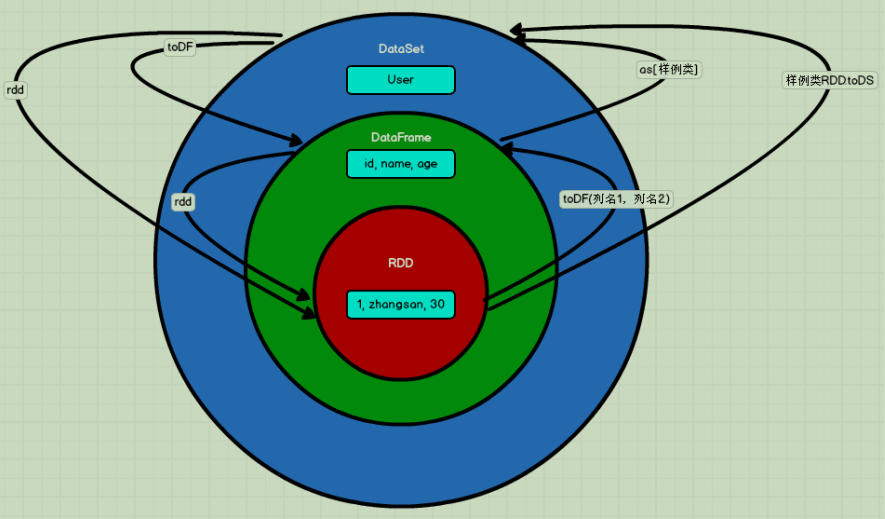 DataSet
toDF
User
as[样例类]
样例类RDD.toDS
rdd
DataFrame
id, name, age
rdd
toDF(列名1，列名2)
RDD
1, zhangsan, 30